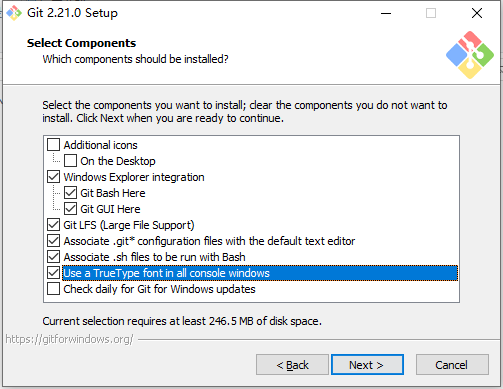 Git 2.21.0 Setup
Select Components
Which components should be installed?
Select the components you want to install; clear the components you do not want to
install. Click Next when you are ready to continue.
Additional icons
On the Desktop
Windows Explorer integration
Git Bash Here
Git GUI Here
Git LFS (Large File Support)
Associate .git* configuration files with the default text editor
Associate .sh files to be run with Bash
Use a TrueType font in all console windows
Check daily for Git for Windows updates
Current selection requires at least 246.5 MB of disk space.
https://gitforwindows.org/
< Back
Next >
Cancel